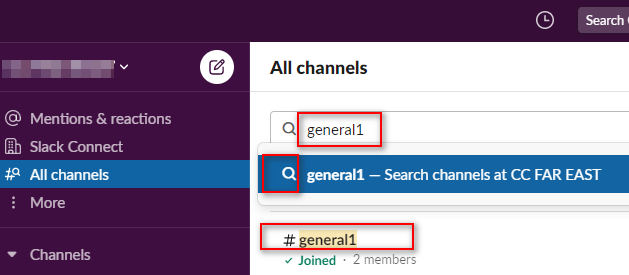 Search
All channels
Mentions & reactions
Slack Connect
All channels
More
Channels
general1
general1 — Search channels at CC FAR EAST
# general1
✓ Joined · 2 members